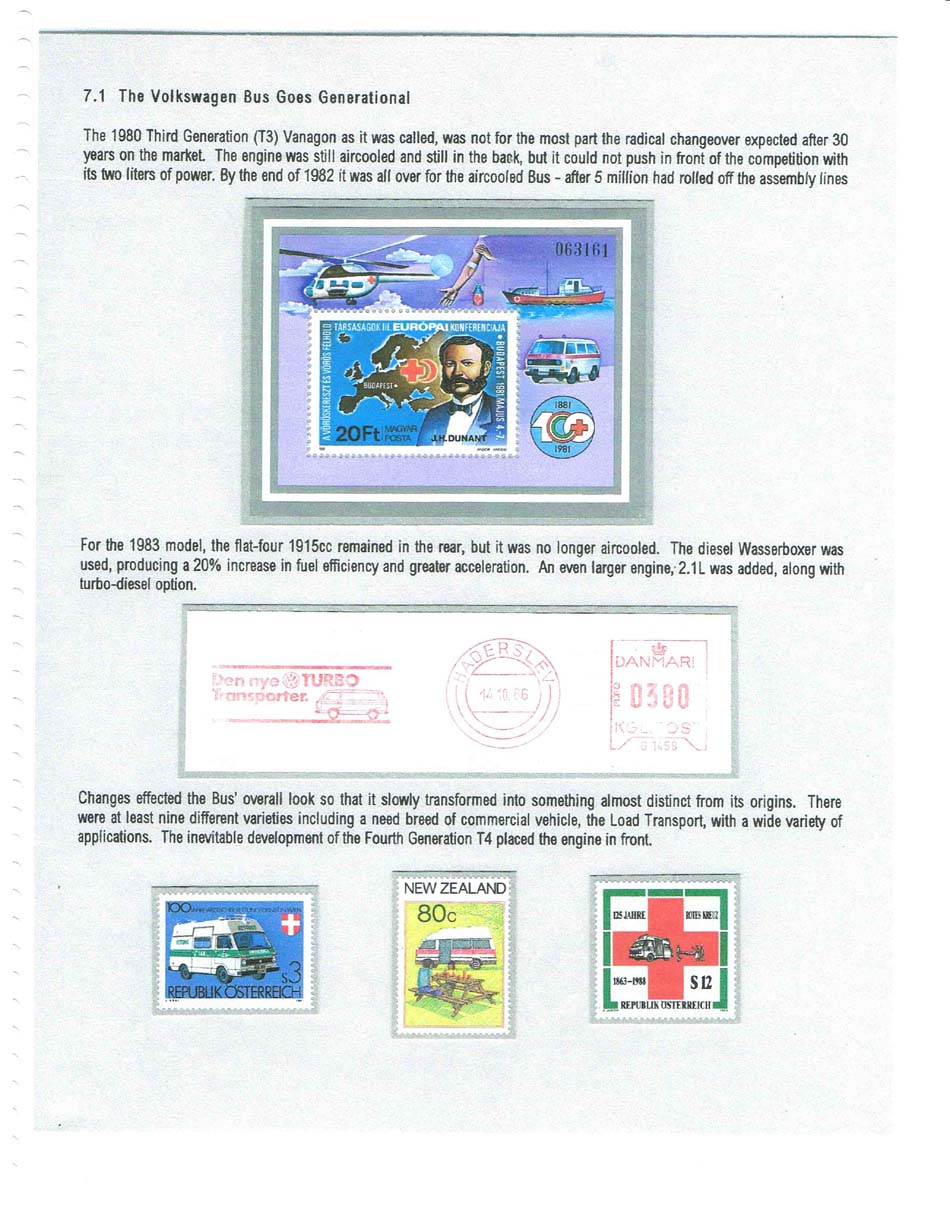 7.1 The Volkswagen Bus Goes Generational
The 1980 Third Generation (T3) Vanagon as it was called, was not for the most part the radical changeover expected after 30
years on the market. The engine was still aircooled and still in the back, but it could not push in front of the competition with
its two liters of power. By the end of 1982 it was all over for the aircooled Bus - after 5 million had rolled off the assembly lines
063161
A VÖRÖSKERESZT ÉS VÖRÖS FÉLHOLD
TÁRSASÁGOK III. EURÓPAI KONFERENCIÁJA
BUDAPEST 1981 MÁJUS 4.-7.
BUDAPEST
20Ft MAGYAR
POSTA
J.H.DUNANT
1881
1981
For the 1983 model, the flat-four 1915cc remained in the rear, but it was no longer aircooled. The diesel Wasserboxer was
used, producing a 20% increase in fuel efficiency and greater acceleration. An even larger engine, 2.1L was added, along with
turbo-diesel option.
Den nye TURBO
Transporter.
HADERSLEV
14.10.86
DANMARK
0380
KGL POST
Changes effected the Bus' overall look so that it slowly transformed into something almost distinct from its origins. There
were at least nine different varieties including a need breed of commercial vehicle, the Load Transport, with a wide variety of
applications. The inevitable development of the Fourth Generation T4 placed the engine in front.
100 JAHRE ÄRZTLICHER RETTUNGSDIENST IN WIEN
S3
REPUBLIK ÖSTERREICH
NEW ZEALAND
80c
125 JAHRE ROTES KREUZ
1863-1988 S 12
REPUBLIK ÖSTERREICH